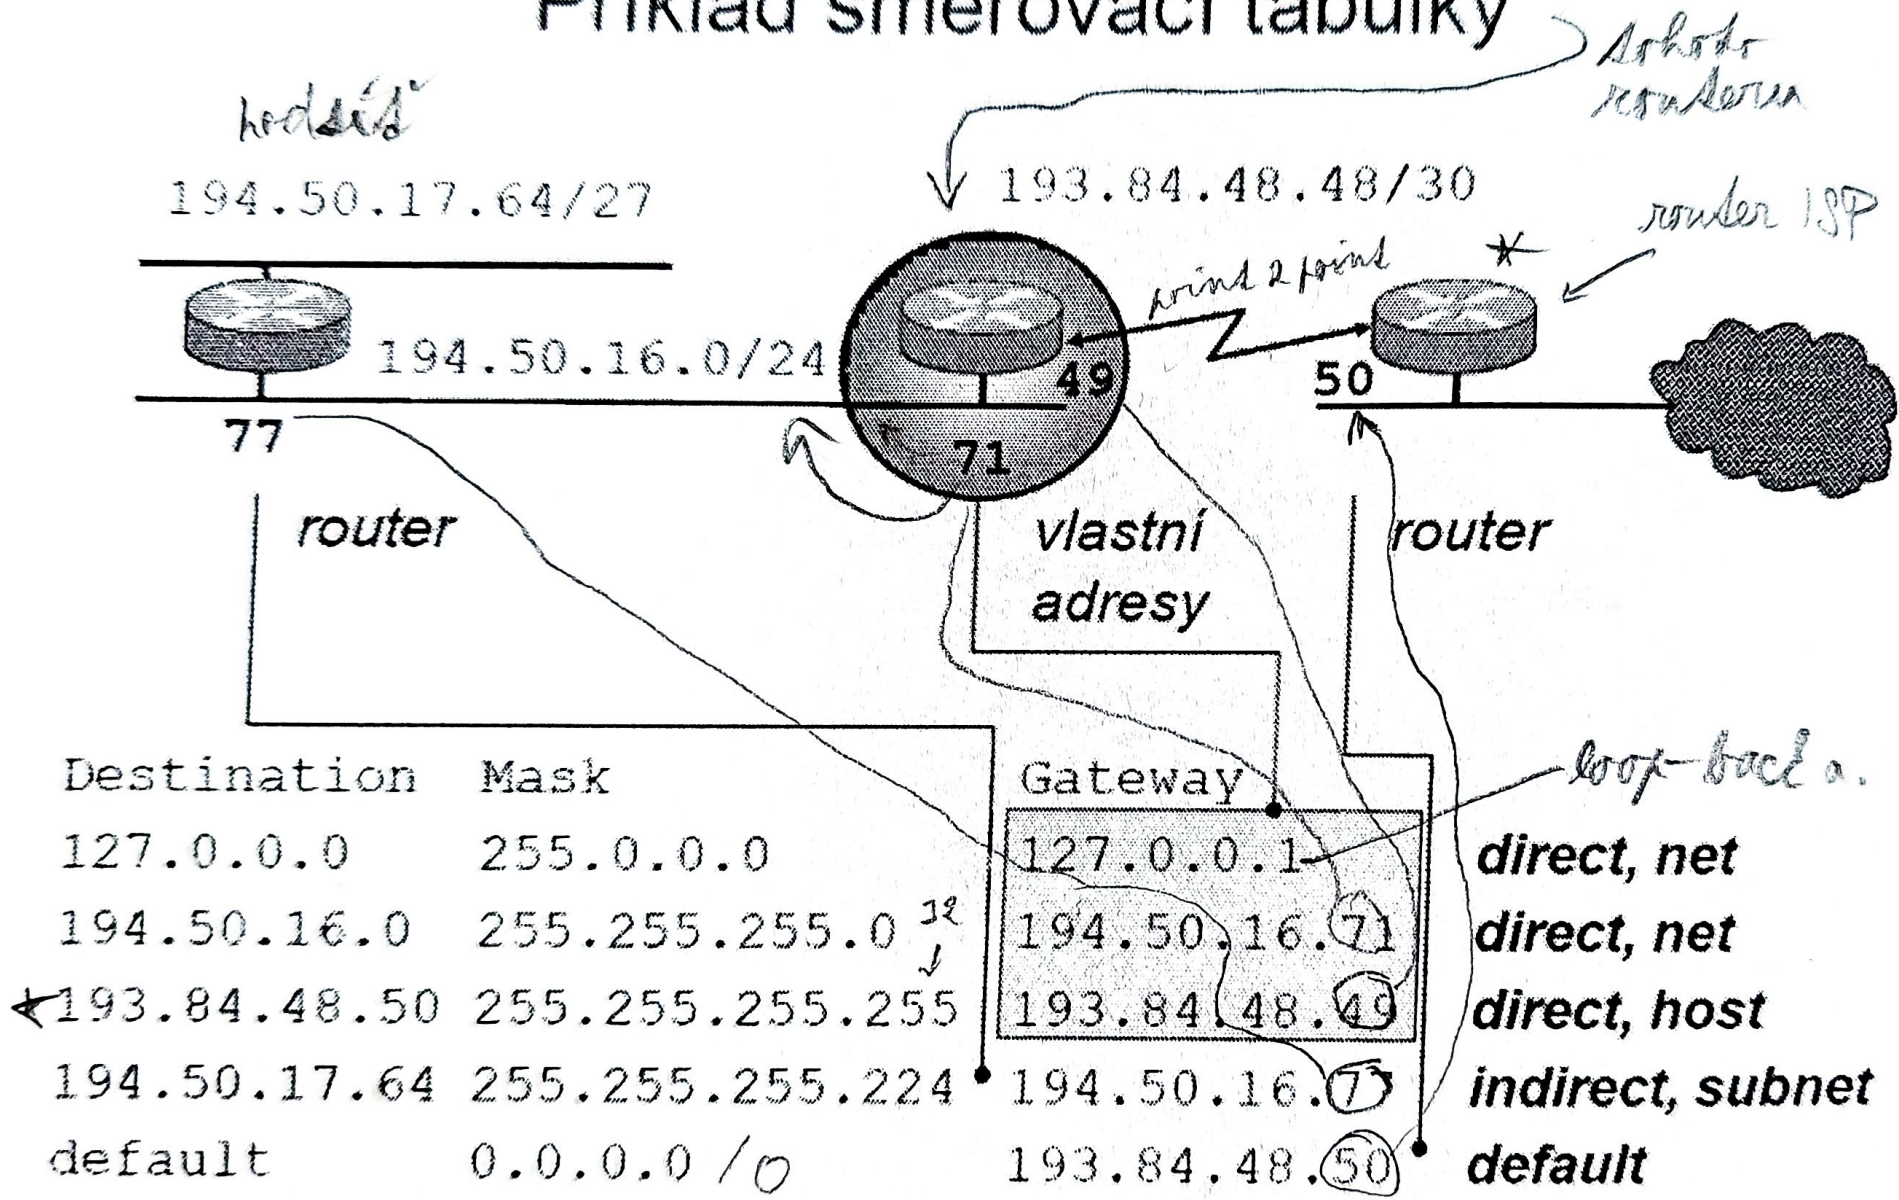 Příklad směrovací tabulky
tohoto
routeru
podsíť
194.50.17.64/27
193.84.48.48/30
router ISP
*
point 2 point
194.50.16.0/24
49
50
77
71
router
vlastní
router
adresy
Destination Mask Gateway
loop-back a.
127.0.0.0 255.0.0.0 127.0.0.1 direct, net
194.50.16.0 255.255.255.0 194.50.16.71 direct, net
32
193.84.48.50 255.255.255.255 193.84.48.49 direct, host
194.50.17.64 255.255.255.224 194.50.16.77 indirect, subnet
default 0.0.0.0 /0 193.84.48.50 default